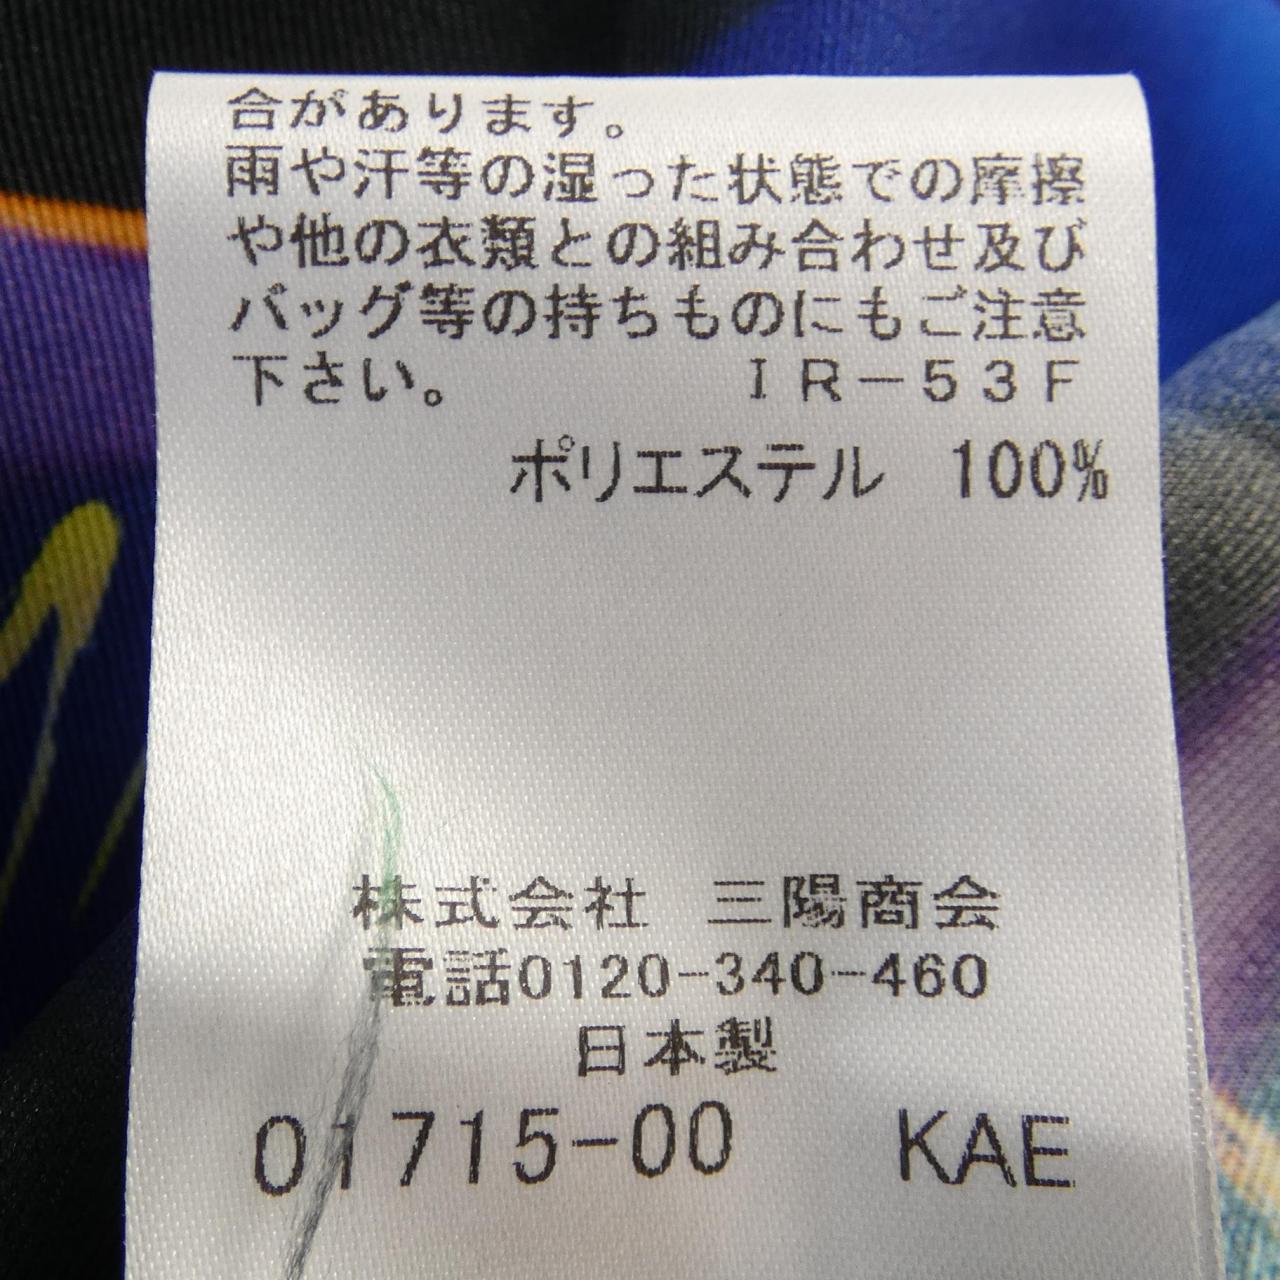 合があります。
雨や汗等の湿った状態での摩擦
や他の衣類との組み合わせ及び
バッグ等の持ちものにもご注意
下さい。　　　　　ＩＲ－５３Ｆ
ポリエステル　100%
株式会社　三陽商会
電話0120-340-460
日本製
01715-00　　KAE